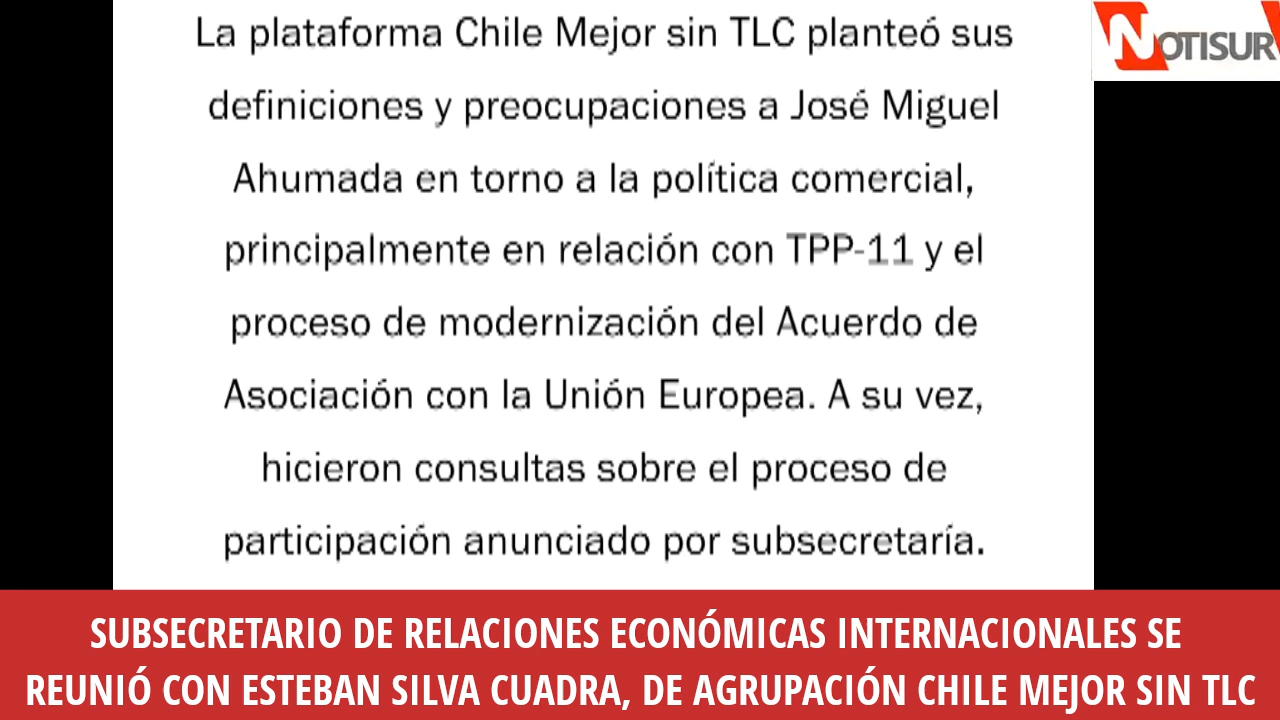 La plataforma Chile Mejor sin TLC planteó sus
definiciones y preocupaciones a José Miguel
Ahumada en torno a la política comercial,
principalmente en relación con TPP-11 y el
proceso de modernización del Acuerdo de
Asociación con la Unión Europea. A su vez,
hicieron consultas sobre el proceso de
participación anunciado por subsecretaría.
NOTISUR
SUBSECRETARIO DE RELACIONES ECONÓMICAS INTERNACIONALES SE
REUNIÓ CON ESTEBAN SILVA CUADRA, DE AGRUPACIÓN CHILE MEJOR SIN TLC